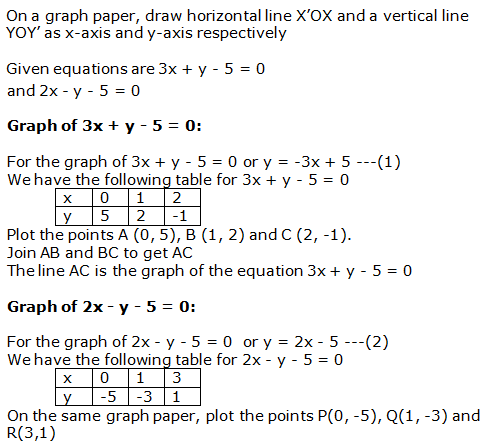 On a graph paper, draw horizontal line X'OX and a vertical line
YOY' as x-axis and y-axis respectively
Given equations are 3x + y - 5 = 0
and 2x - y - 5 = 0
Graph of 3x + y - 5 = 0:
For the graph of 3x + y - 5 = 0 or y = -3x + 5 ---(1)
We have the following table for 3x + y - 5 = 0
x 0 1 2
y 5 2 -1
Plot the points A (0, 5), B (1, 2) and C (2, -1).
Join AB and BC to get AC
The line AC is the graph of the equation 3x + y - 5 = 0
Graph of 2x - y - 5 = 0:
For the graph of 2x - y - 5 = 0 or y = 2x - 5 ---(2)
We have the following table for 2x - y - 5 = 0
x 0 1 3
y -5 -3 1
On the same graph paper, plot the points P(0, -5), Q(1, -3) and
R(3,1)